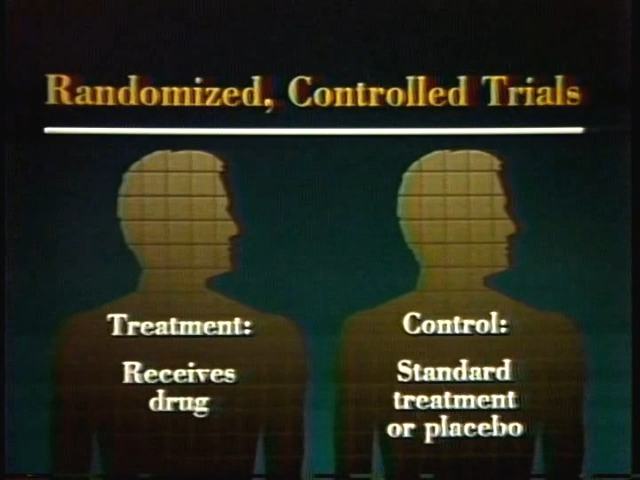 Randomized, Controlled Trials
Treatment:
Receives
drug
Control:
Standard
treatment
or placebo